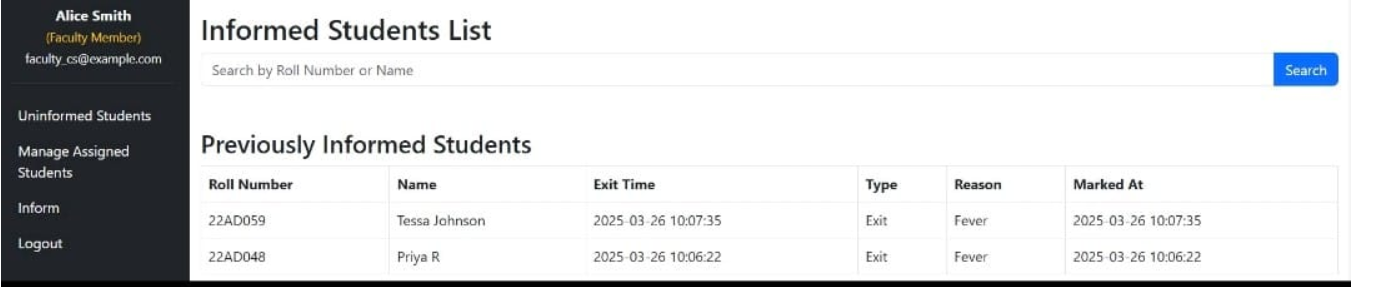 Alice Smith
(Faculty Member)
faculty_cs@example.com
Uninformed Students
Manage Assigned
Students
Inform
Logout
Informed Students List
Search by Roll Number or Name
Search
Previously Informed Students
Roll Number Name Exit Time Type Reason Marked At
22AD059 Tessa Johnson 2025-03-26 10:07:35 Exit Fever 2025-03-26 10:07:35
22AD048 Priya R 2025-03-26 10:06:22 Exit Fever 2025-03-26 10:06:22